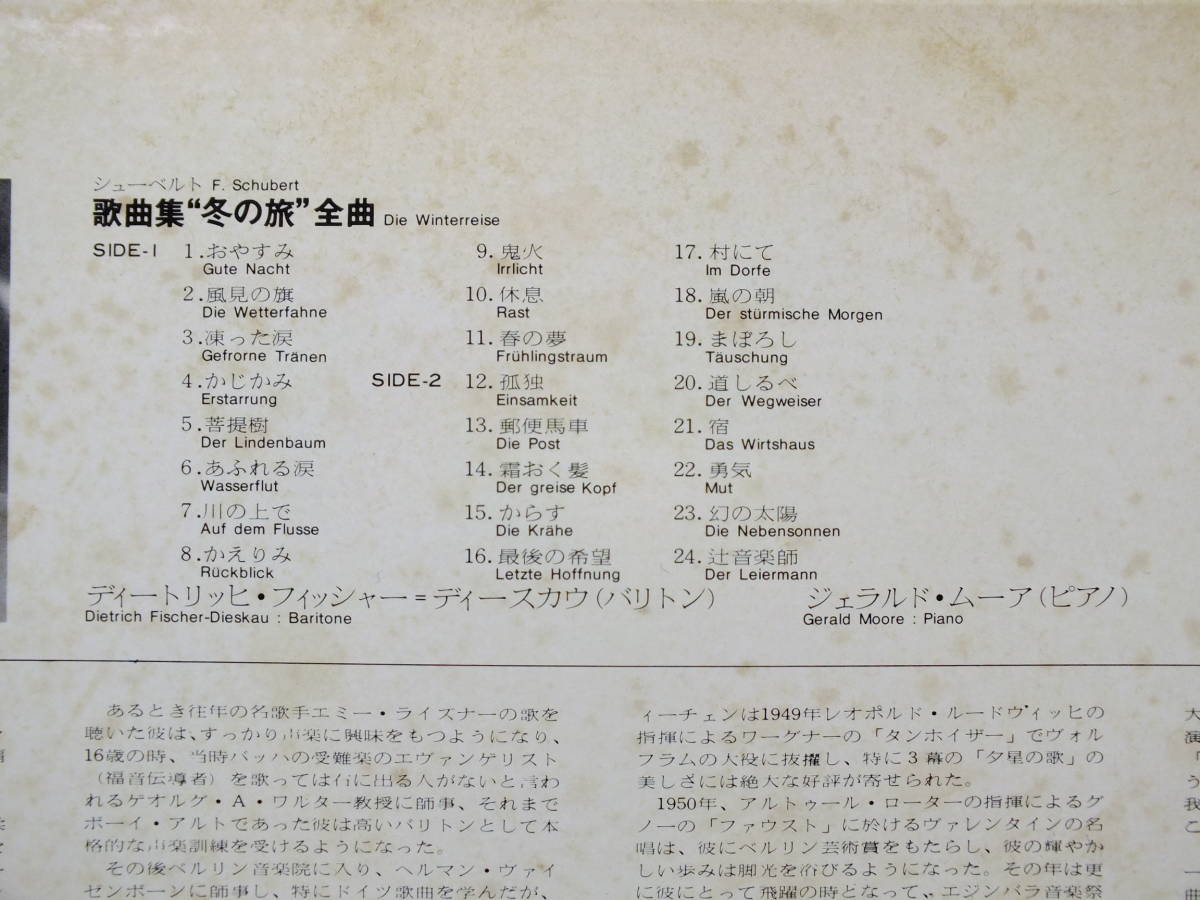 シューベルト F. Schubert
歌曲集“冬の旅”全曲 Die Winterreise
SIDE-1
1.おやすみ
Gute Nacht
2.風見の旗
Die Wetterfahne
3.凍った涙
Gefrorne Tränen
4.かじかみ
Erstarrung
5.菩提樹
Der Lindenbaum
6.あふれる涙
Wasserflut
7.川の上で
Auf dem Flusse
8.かえりみ
Rückblick
9.鬼火
Irrlicht
10.休息
Rast
11.春の夢
Frühlingstraum
SIDE-2
12.孤独
Einsamkeit
13.郵便馬車
Die Post
14.霜おく髪
Der greise Kopf
15.からす
Die Krähe
16.最後の希望
Letzte Hoffnung
17.村にて
Im Dorfe
18.嵐の朝
Der stürmische Morgen
19.まぼろし
Täuschung
20.道しるべ
Der Wegweiser
21.宿
Das Wirtshaus
22.勇気
Mut
23.幻の太陽
Die Nebensonnen
24.辻音楽師
Der Leiermann
ディートリッヒ・フィッシャー=ディースカウ(バリトン)
Dietrich Fischer-Dieskau : Baritone
ジェラルド・ムーア(ピアノ)
Gerald Moore : Piano
あるとき往年の名歌手エミー・ライズナーの歌を
聴いた彼は、すっかり声楽に興味をもつようになり、
16歳の時、当時バッハの受難楽のエヴァンゲリスト
(福音伝導者)を歌っては右に出る人がないと言わ
れるゲオルグ・A・ワルター教授に師事、それまで
ボーイ・アルトであった彼は高いバリトンとして本
格的な声楽訓練を受けるようになった。
その後ベルリン音楽院に入り、ヘルマン・ヴァイ
ゼンボーンに師事し、特にドイツ歌曲を学んだが、
ィーチェンは1949年レオポルド・ルードヴィッヒの
指揮によるワーグナーの「タンホイザー」でヴォル
フラムの大役に抜擢し、特に3幕の「夕星の歌」の
美しさには絶大な好評が寄せられた。
1950年、アルトゥール・ローターの指揮によるグ
ノーの「ファウスト」に於けるヴァレンタインの名
唱は、彼にベルリン芸術賞をもたらし、彼の輝やか
しい歩みは脚光を浴びるようになった。その年は更
に彼にとって飛躍の時となって、エジンバラ音楽祭
大
演
「
う
我
こ
一
曲